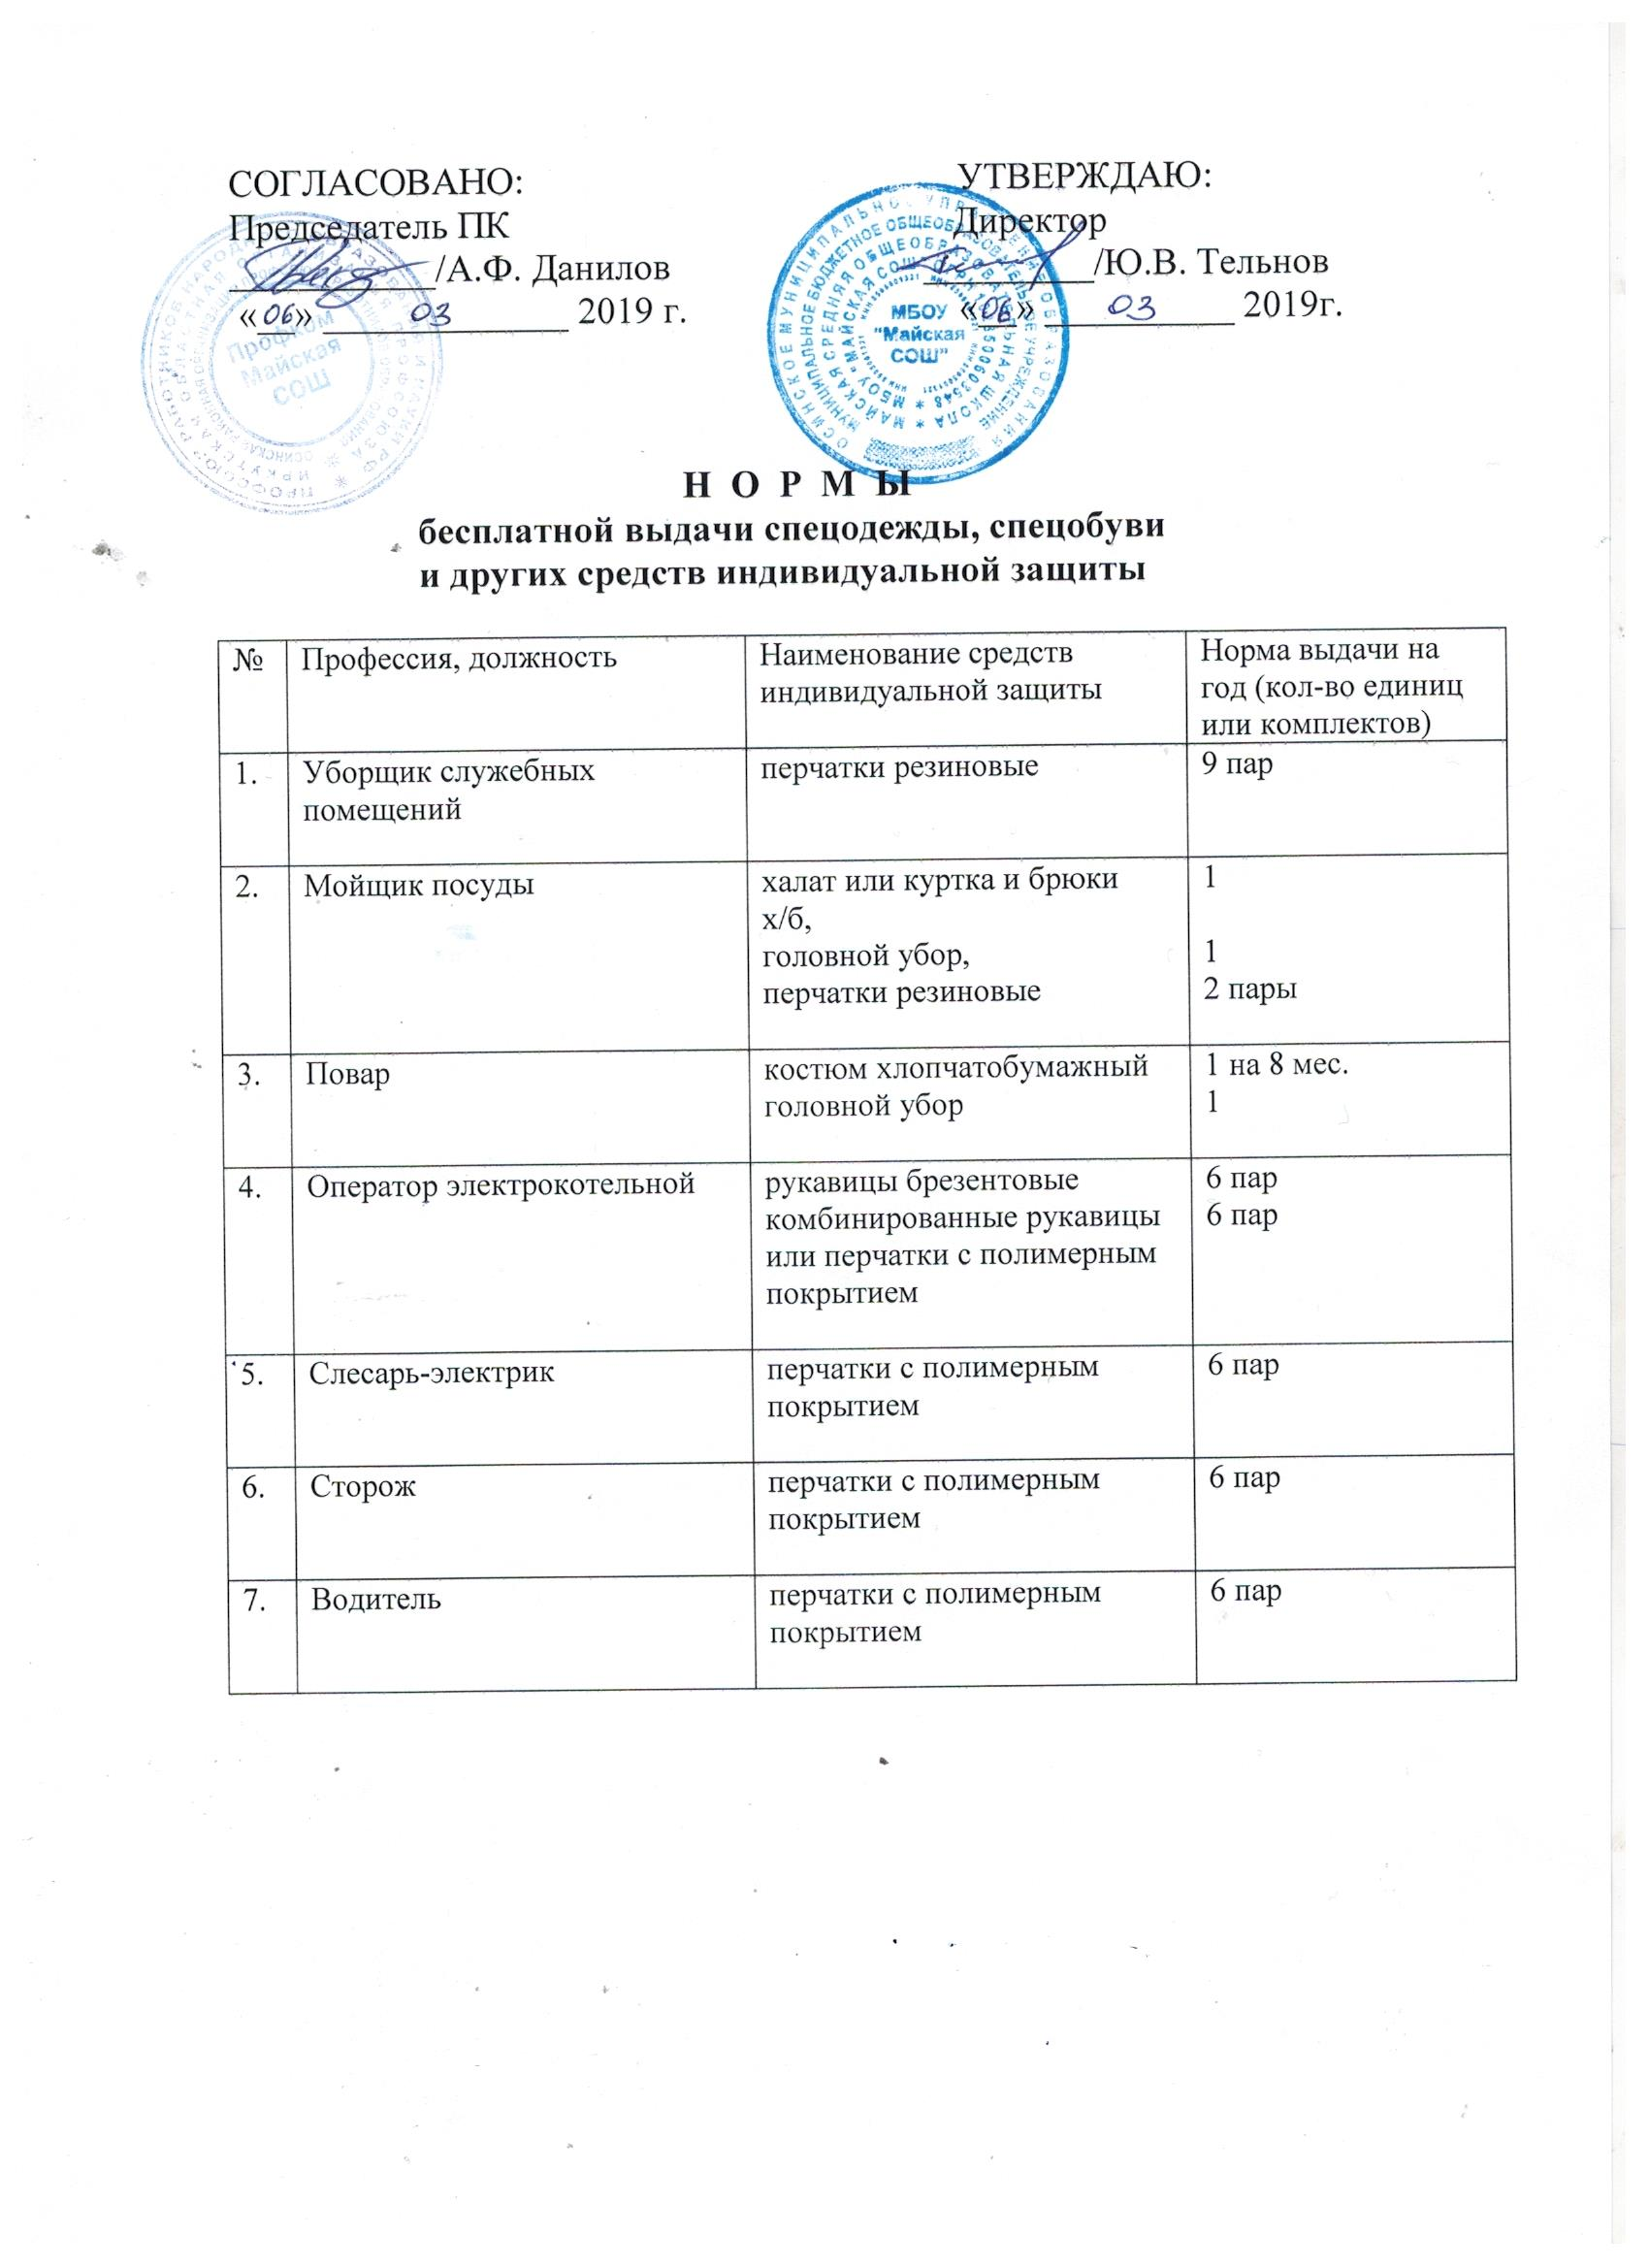 СОГЛАСОВАНО:
Председатель ПК
/А.Ф. Данилов
«06» 03 2019 г.
УТВЕРЖДАЮ:
Директор
/Ю.В. Тельнов
«06» 03 2019г.
Профком
Майская
СОШ
МБОУ
"Майская
СОШ"
Н О Р М Ы
бесплатной выдачи спецодежды, спецобуви
и других средств индивидуальной защиты
№ Профессия, должность Наименование средств индивидуальной защиты Норма выдачи на год (кол-во единиц или комплектов)
1. Уборщик служебных помещений перчатки резиновые 9 пар
2. Мойщик посуды халат или куртка и брюки х/б, 1
головной убор, 1
перчатки резиновые 2 пары
3. Повар костюм хлопчатобумажный 1 на 8 мес.
головной убор 1
4. Оператор электрокотельной рукавицы брезентовые 6 пар
комбинированные рукавицы 6 пар
или перчатки с полимерным
покрытием
5. Слесарь-электрик перчатки с полимерным покрытием 6 пар
6. Сторож перчатки с полимерным покрытием 6 пар
7. Водитель перчатки с полимерным покрытием 6 пар